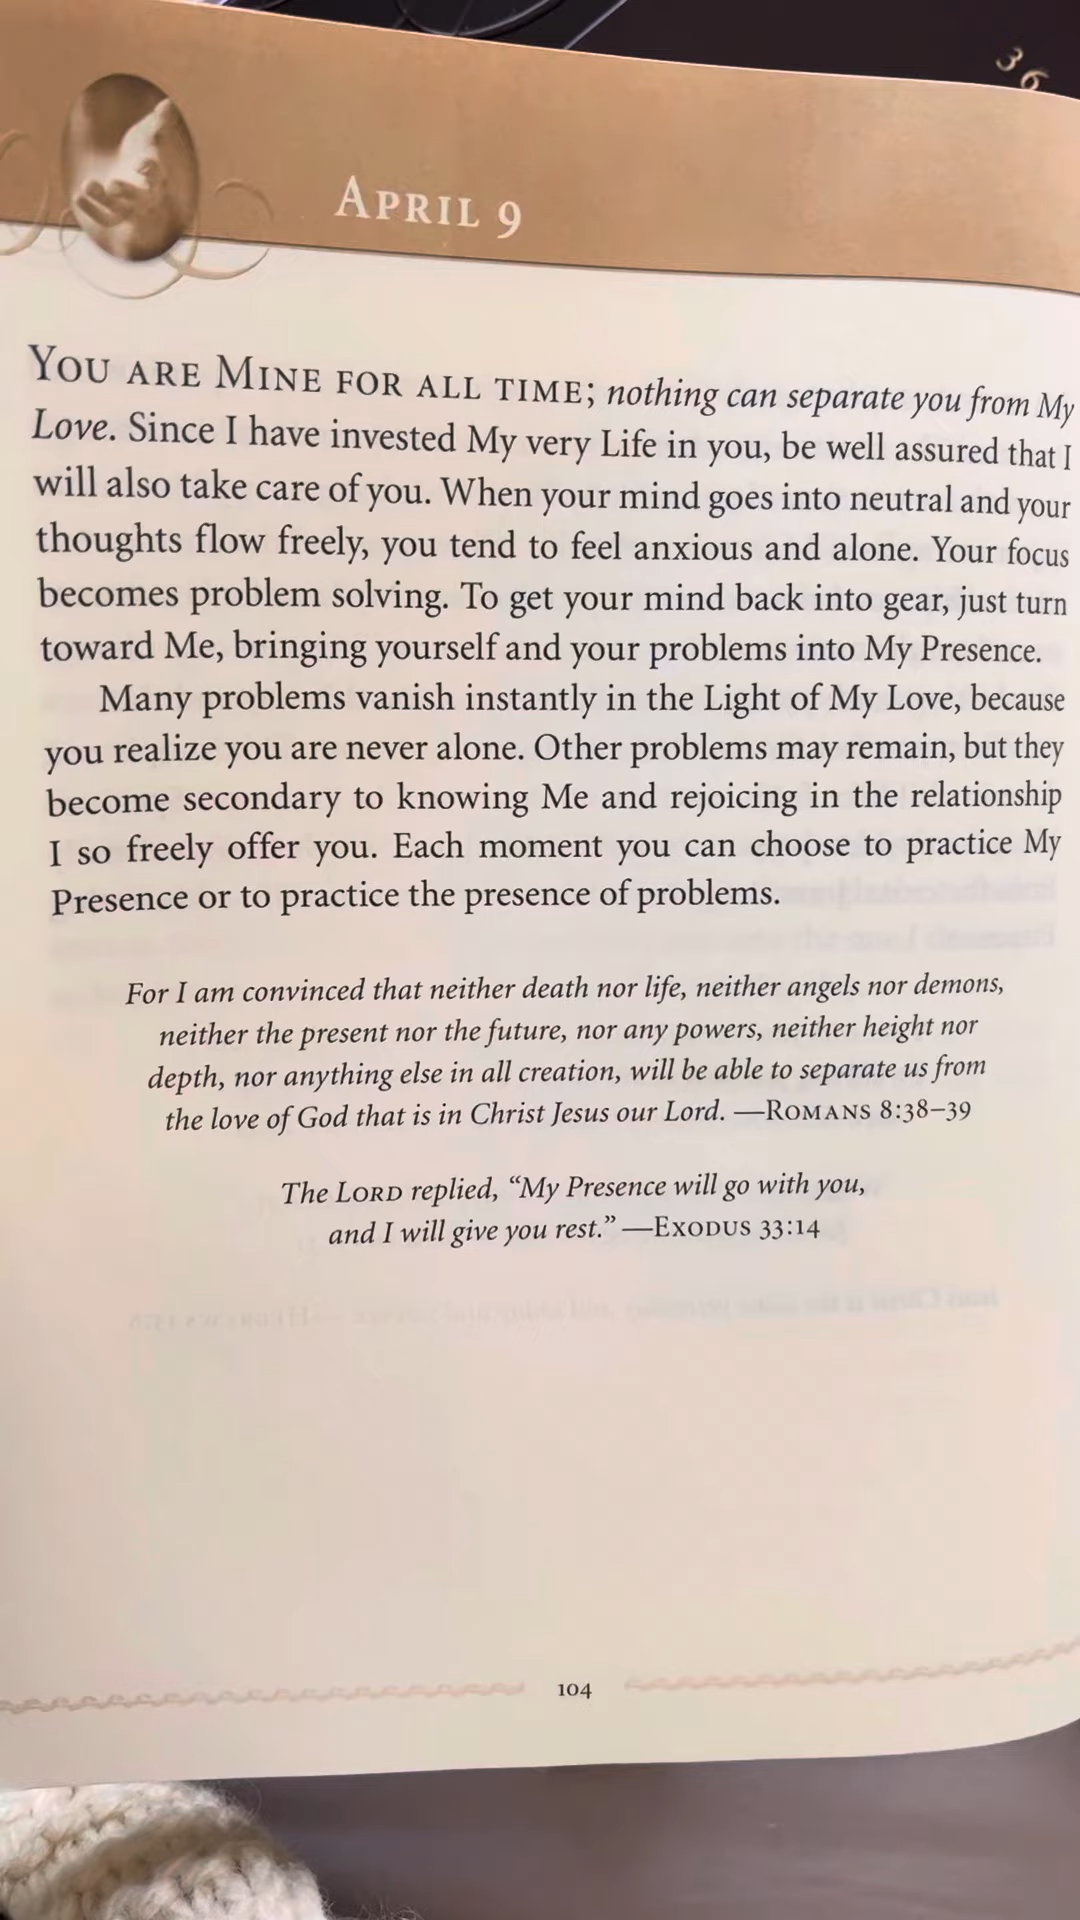 36
APRIL 9
YOU ARE MINE FOR ALL TIME; nothing can separate you from My
Love. Since I have invested My very Life in you, be well assured that I
will also take care of you. When your mind goes into neutral and your
thoughts flow freely, you tend to feel anxious and alone. Your focus
becomes problem solving. To get your mind back into gear, just turn
toward Me, bringing yourself and your problems into My Presence.
Many problems vanish instantly in the Light of My Love, because
you realize you are never alone. Other problems may remain, but they
become secondary to knowing Me and rejoicing in the relationship
I so freely offer you. Each moment you can choose to practice My
Presence or to practice the presence of problems.
For I am convinced that neither death nor life, neither angels nor demons,
neither the present nor the future, nor any powers, neither height nor
depth, nor anything else in all creation, will be able to separate us from
the love of God that is in Christ Jesus our Lord. —ROMANS 8:38–39
The LORD replied, “My Presence will go with you,
and I will give you rest.” —EXODUS 33:14
104